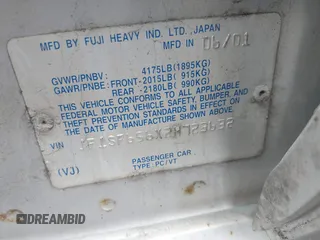 MFD BY FUJI HEAVY IND. LTD., JAPAN
MFD IN 06/01
GVWR/PNBV : 4175LB(1895KG)
GAWR/PNBE: FRONT-2015LB( 915KG)
REAR -2180LB( 990KG)
THIS VEHICLE CONFORMS TO ALL APPLICABLE
FEDERAL MOTOR VEHICLE SAFETY, BUMPER, AND
THEFT PREVENTION STANDARDS IN EFFECT ON THE
DATE OF MANUFACTURE SHOWN ABOVE.
VIN
(VJ)
PASSENGER CAR
TYPE: PC/VT
DREAMBID